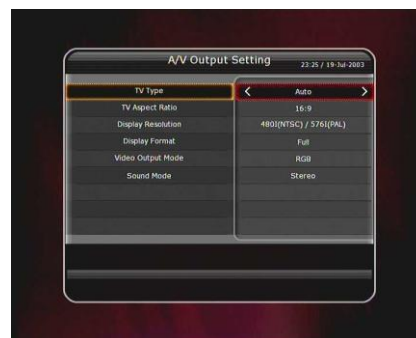 A/V Output Setting
23:25 / 19-Jul-2003
TV Type
Auto
TV Aspect Ratio
16:9
Display Resolution
480I(NTSC) / 576I(PAL)
Display Format
Full
Video Output Mode
RGB
Sound Mode
Stereo